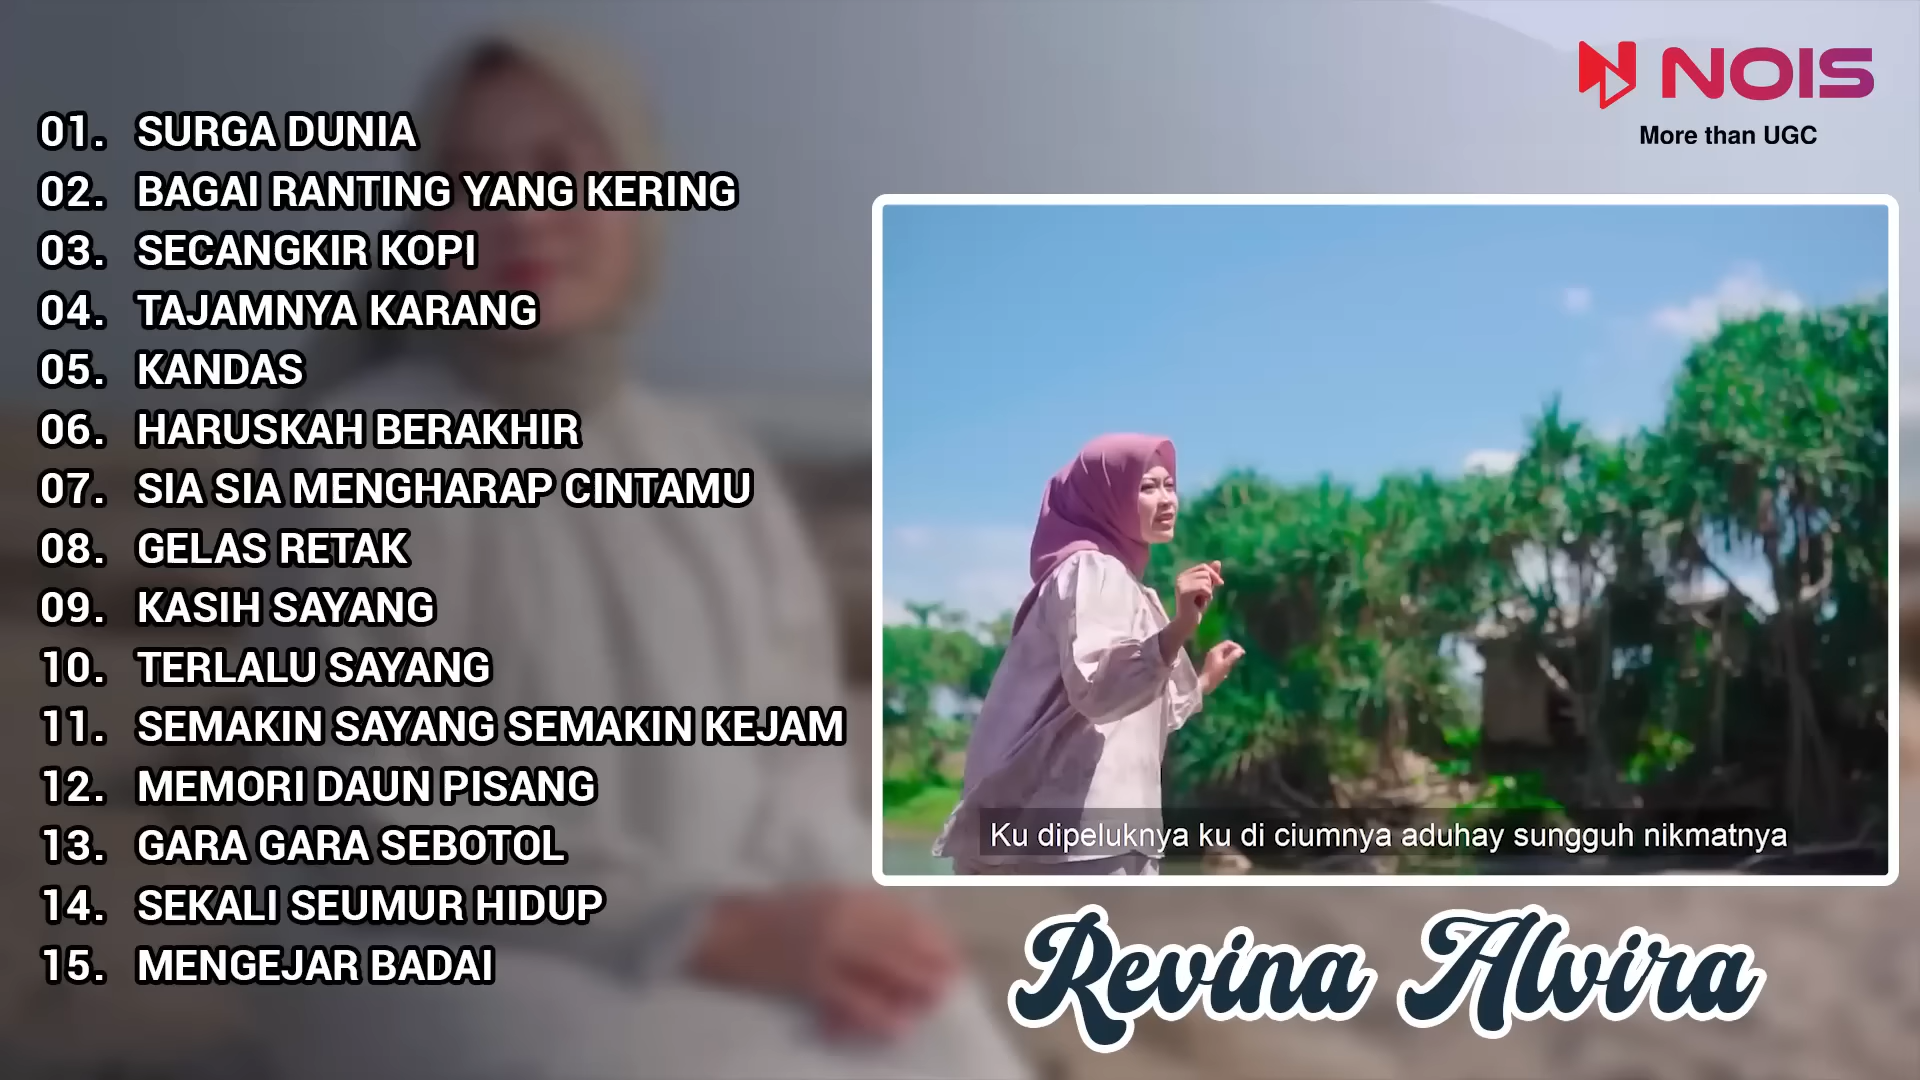 01. SURGA DUNIA
02. BAGAI RANTING YANG KERING
03. SECANGKIR KOPI
04. TAJAMNYA KARANG
05. KANDAS
06. HARUSKAH BERAKHIR
07. SIA SIA MENGHARAP CINTAMU
08. GELAS RETAK
09. KASIH SAYANG
10. TERLALU SAYANG
11. SEMAKIN SAYANG SEMAKIN KEJAM
12. MEMORI DAUN PISANG
13. GARA GARA SEBOTOL
14. SEKALI SEUMUR HIDUP
15. MENGEJAR BADAI
NOIS
More than UGC
Ku dipeluknya ku di ciumnya aduhay sungguh nikmatnya
Revina Alvira